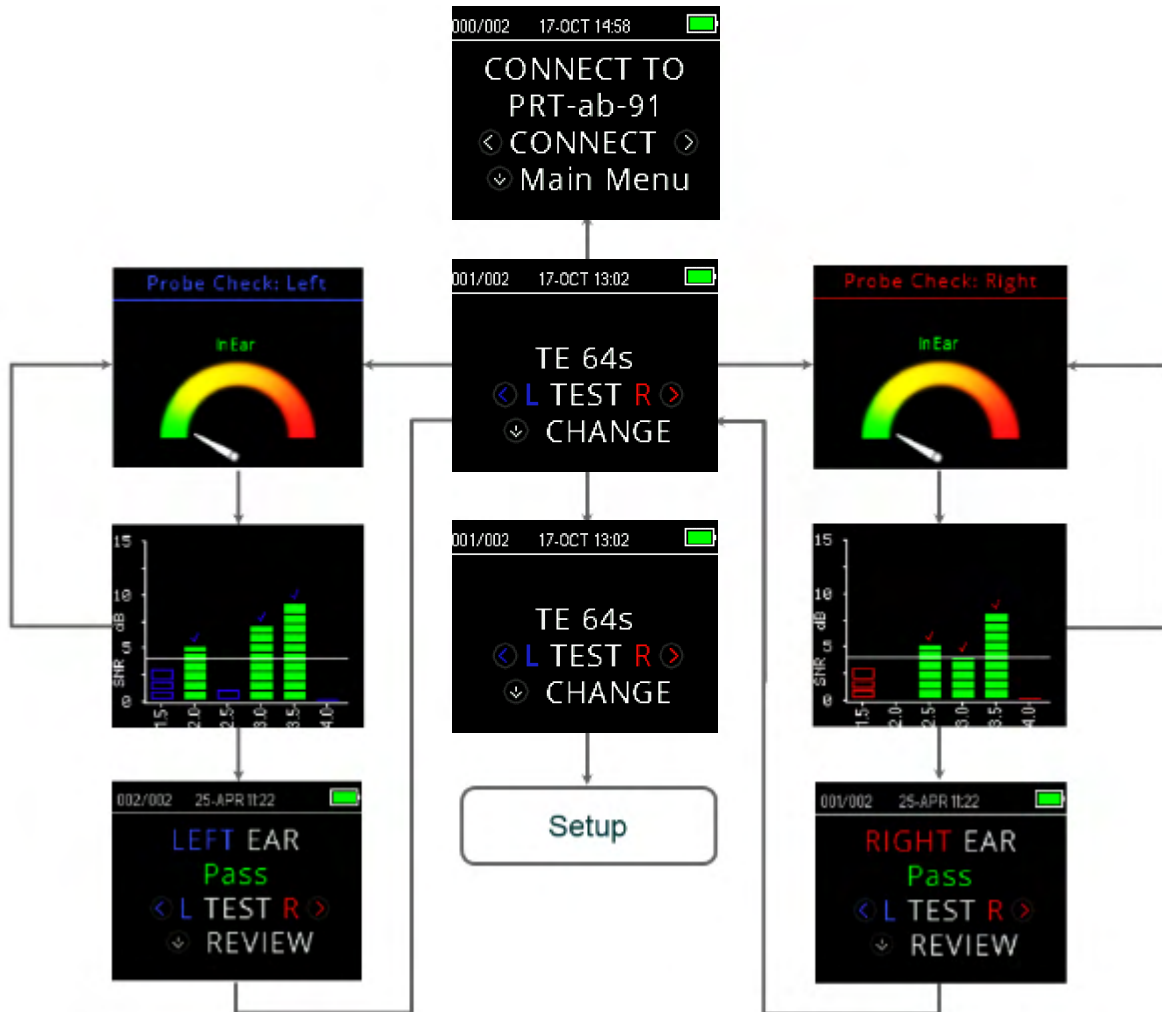 000/002 17-OCT 14:58
CONNECT TO
PRT-ab-91
CONNECT
Main Menu
Probe Check: Left
In Ear
001/002 17-OCT 13:02
TE 64s
L TEST R
CHANGE
Probe Check: Right
In Ear
15
10
5
0
SNR in dB
1.5
2.0
2.5
3.0
3.5
4.0
001/002 17-OCT 13:02
TE 64s
L TEST R
CHANGE
15
10
5
0
SNR in dB
1.5
2.0
2.5
3.0
3.5
4.0
Setup
002/002 25-APR 11:22
LEFT EAR
Pass
L TEST R
REVIEW
001/002 25-APR 11:22
RIGHT EAR
Pass
L TEST R
REVIEW